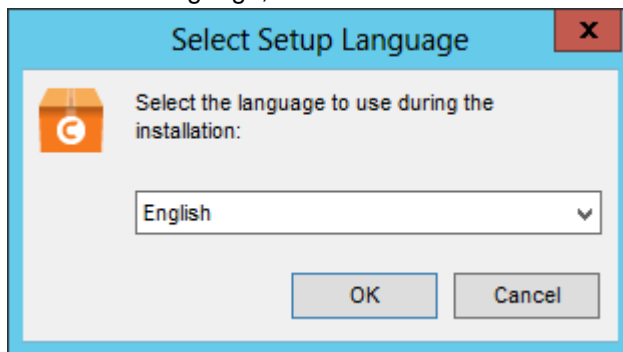 Select Setup Language
x
C
Select the language to use during the
installation:
English
OK Cancel